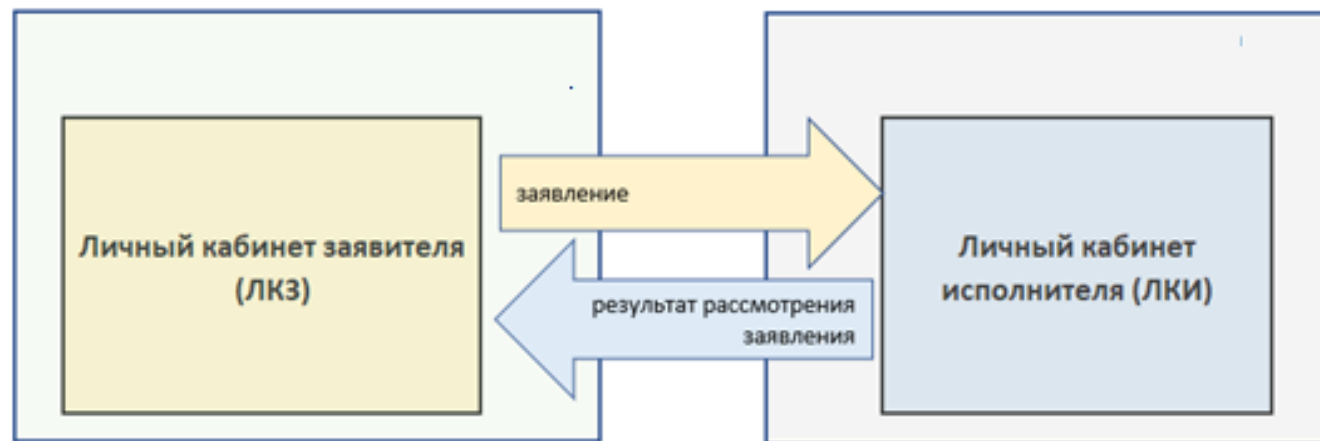 Личный кабинет заявителя
(ЛКЗ)
заявление
результат рассмотрения
заявления
Личный кабинет
исполнителя (ЛКИ)